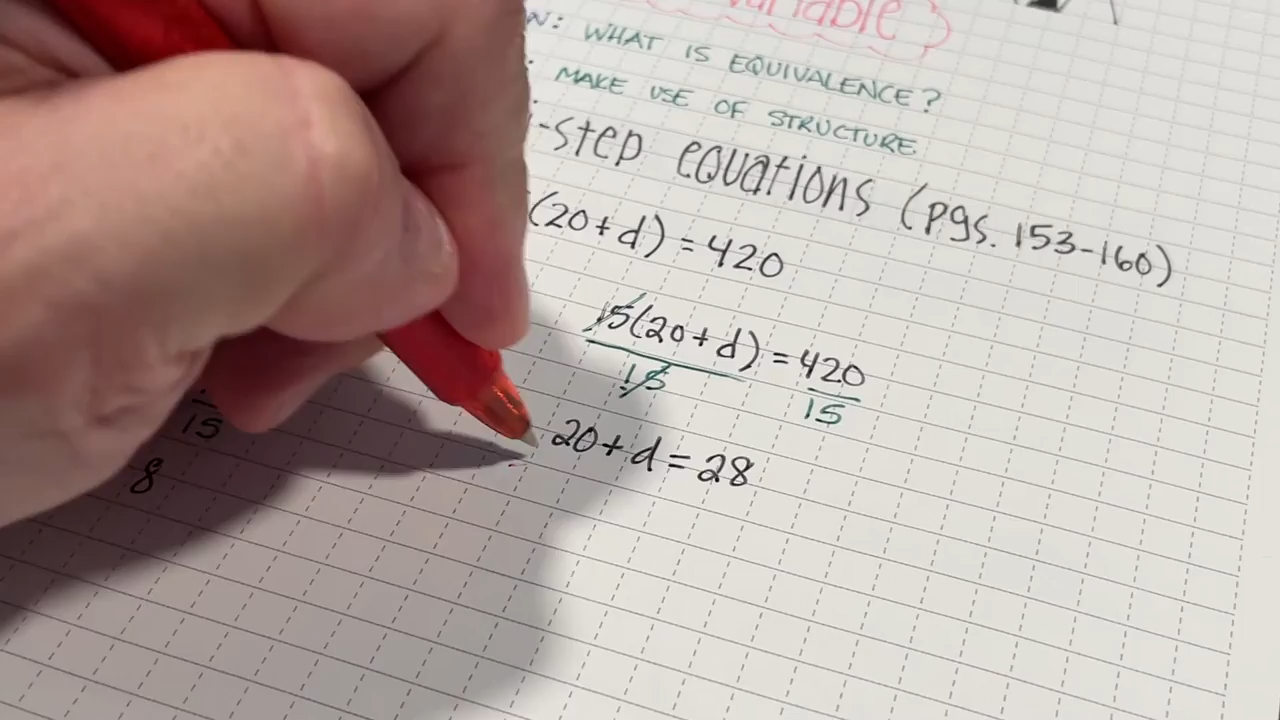 variable
N: WHAT IS EQUIVALENCE?
: MAKE USE OF STRUCTURE
-step equations (pgs. 153-160)
(20+d) = 420
15(20+d) = 420
15 15
20+d = 28
15
8